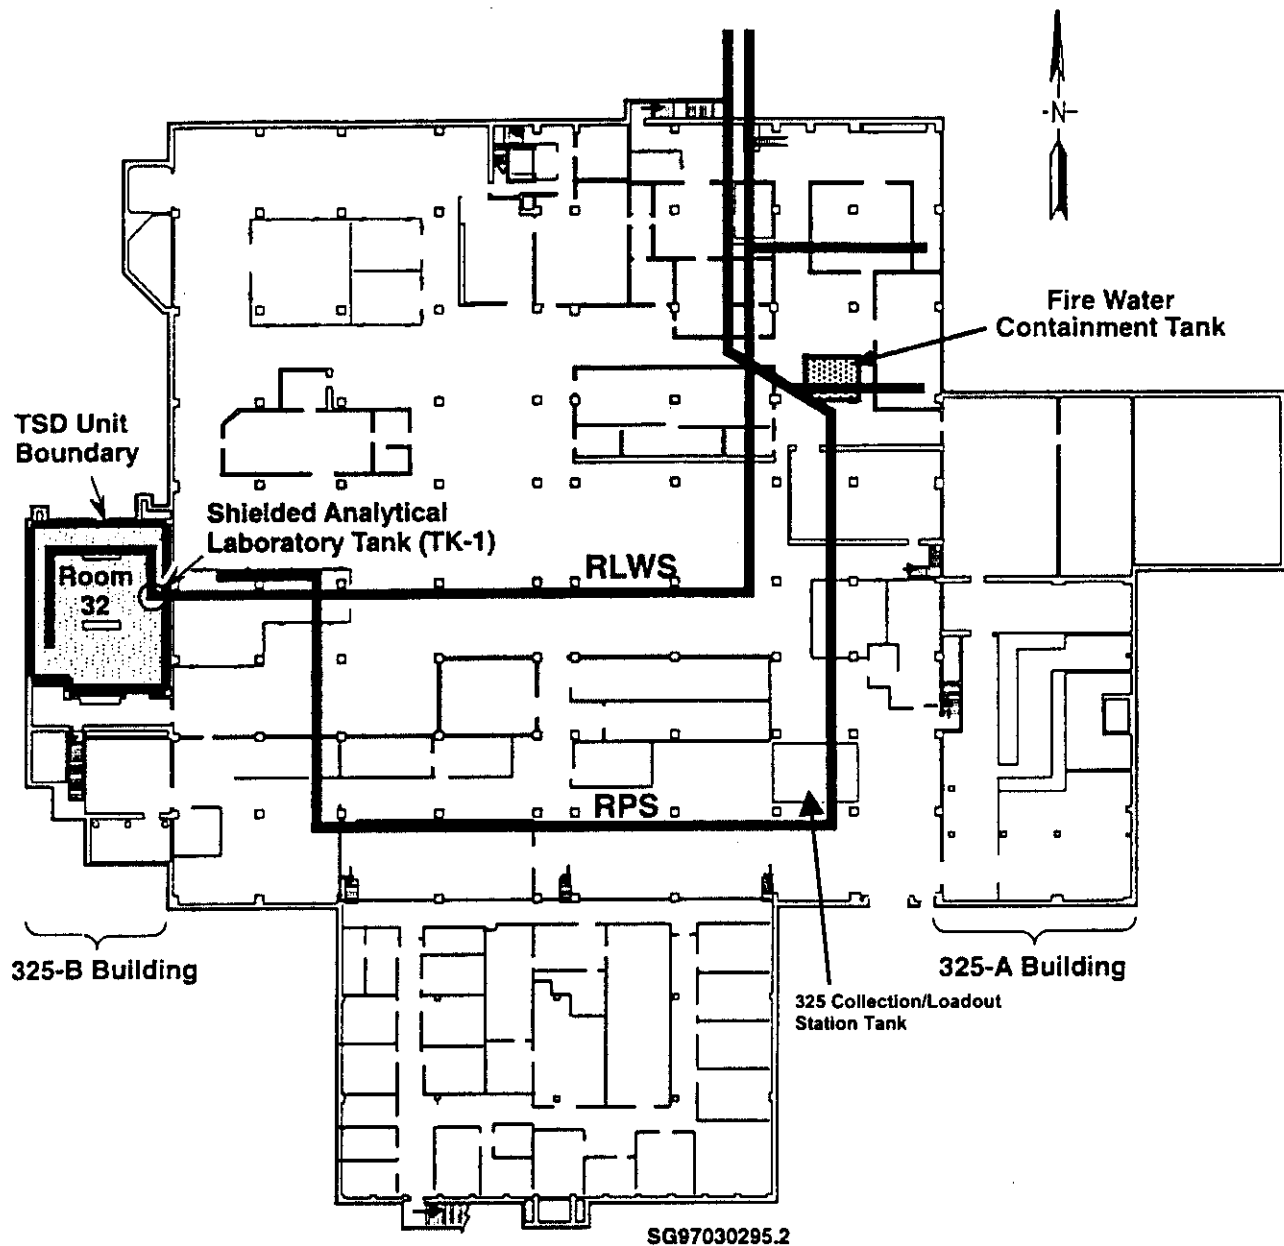 -N-
Fire Water
Containment Tank
TSD Unit
Boundary
Shielded Analytical
Laboratory Tank (TK-1)
RLWS
Room
32
RPS
325-B Building
325-A Building
325 Collection/Loadout
Station Tank
SG97030295.2